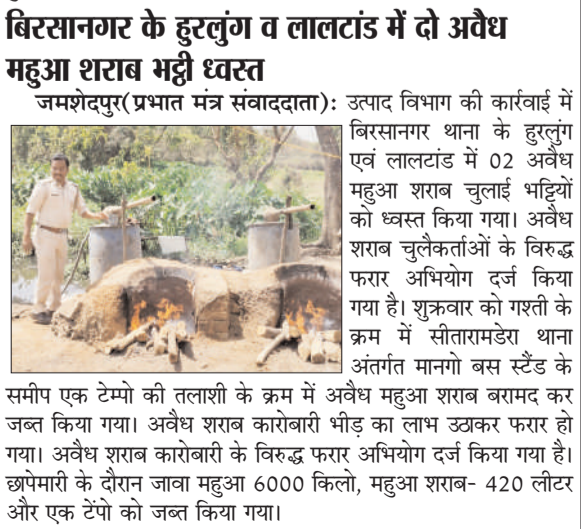 बिरसानगर के हुरलुंग व लालटांड में दो अवैध
महुआ शराब भट्ठी ध्वस्त
जमशेदपुर(प्रभात मंत्र संवाददाता): उत्पाद विभाग की कार्रवाई में
बिरसानगर थाना के हुरलुंग
एवं लालटांड में 02 अवैध
महुआ शराब चुलाई भट्टियों
को ध्वस्त किया गया। अवैध
शराब चुलैकर्ताओं के विरुद्ध
फरार अभियोग दर्ज किया
गया है। शुक्रवार को गश्ती के
क्रम में सीतारामडेरा थाना
अंतर्गत मानगो बस स्टैंड के
समीप एक टेम्पो की तलाशी के क्रम में अवैध महुआ शराब बरामद कर
जब्त किया गया। अवैध शराब कारोबारी भीड़ का लाभ उठाकर फरार हो
गया। अवैध शराब कारोबारी के विरुद्ध फरार अभियोग दर्ज किया गया है।
छापेमारी के दौरान जावा महुआ 6000 किलो, महुआ शराब- 420 लीटर
और एक टेंपो को जब्त किया गया।